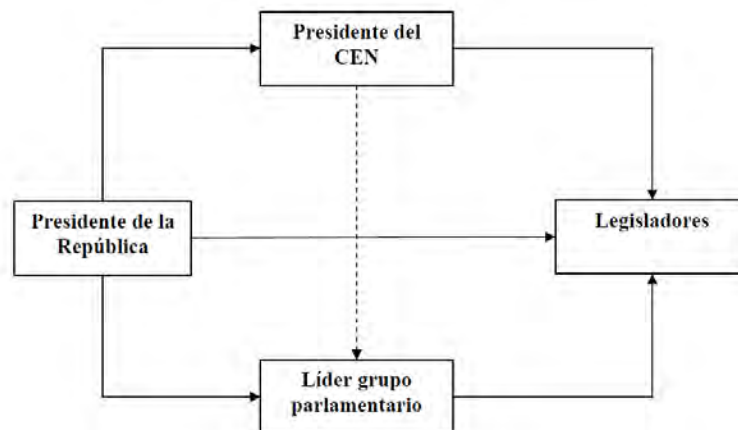 Presidente del
CEN
Presidente de la
República
Legisladores
Líder grupo
parlamentario